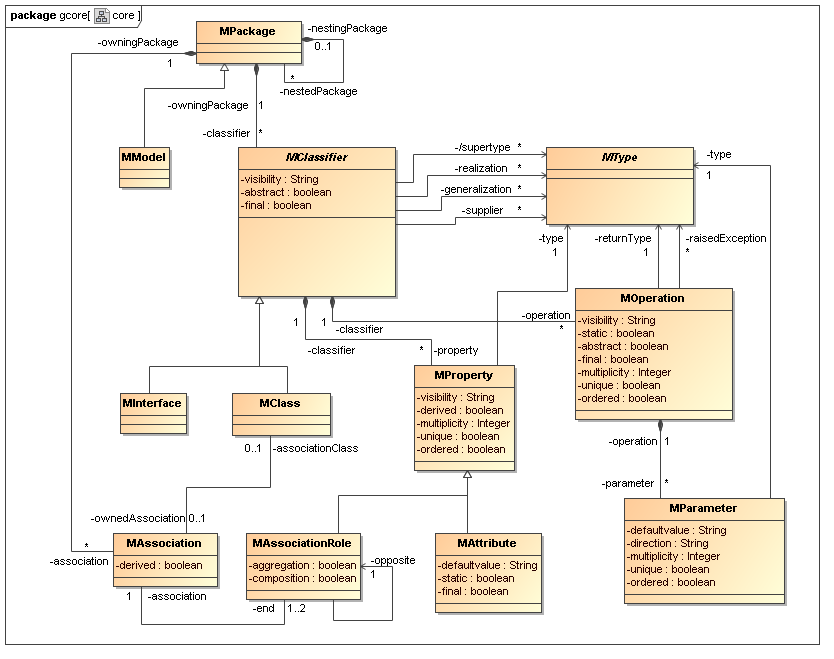 package gcore[ core ]
MPackage
-nestingPackage
0..1
-owningPackage
1
*
-nestedPackage
-owningPackage 1
-classifier *
MModel
MClassifier
-visibility : String
-abstract : boolean
-final : boolean
-/supertype *
-realization *
-generalization *
-supplier *
MType
-type
1
-type
1
-returnType
1
-raisedException
*
MOperation
-visibility : String
-static : boolean
-abstract : boolean
-final : boolean
-multiplicity : Integer
-unique : boolean
-ordered : boolean
-operation
*
1
-classifier
1
-classifier
* -property
MInterface
MClass
MProperty
-visibility : String
-derived : boolean
-multiplicity : Integer
-unique : boolean
-ordered : boolean
0..1 -associationClass
-ownedAssociation 0..1
-operation 1
-parameter *
MParameter
-defaultvalue : String
-direction : String
-multiplicity : Integer
-unique : boolean
-ordered : boolean
*
-association
MAssociation
-derived : boolean
MAssociationRole
-aggregation : boolean
-composition : boolean
-opposite
1
MAttribute
-defaultvalue : String
-static : boolean
-final : boolean
1 -association
-end 1..2